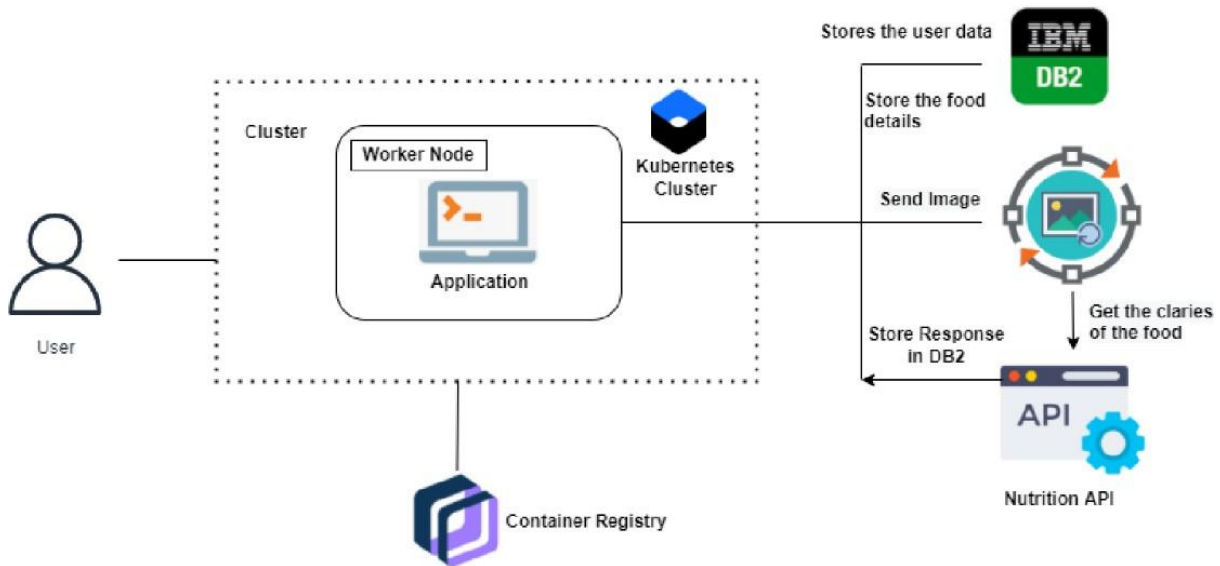 Stores the user data
IBM
DB2
Store the food
details
Cluster
Worker Node
Kubernetes
Cluster
Send Image
Application
User
Get the claries
of the food
Store Response
in DB2
API
Nutrition API
Container Registry